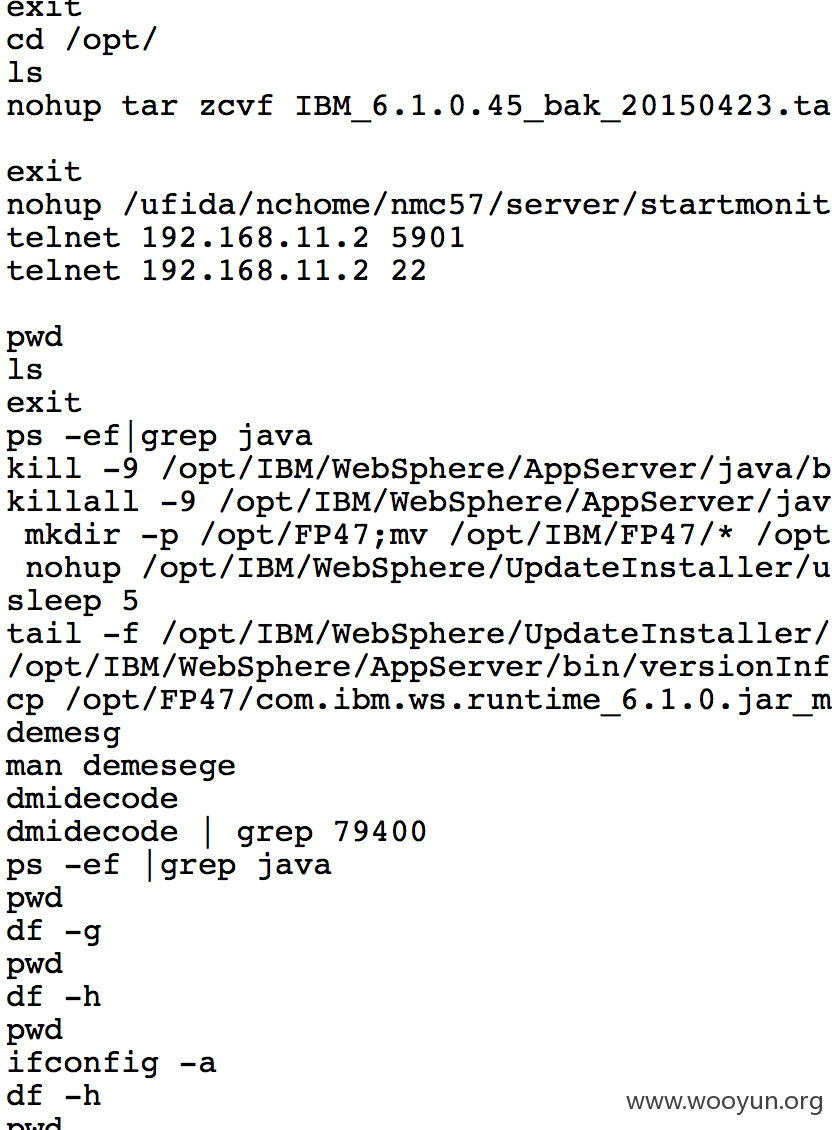 exit
cd /opt/
ls
nohup tar zcvf IBM_6.1.0.45_bak_20150423.ta
exit
nohup /ufida/nchome/nmc57/server/startmonit
telnet 192.168.11.2 5901
telnet 192.168.11.2 22
pwd
ls
exit
ps -ef|grep java
kill -9 /opt/IBM/WebSphere/AppServer/java/b
killall -9 /opt/IBM/WebSphere/AppServer/jav
mkdir -p /opt/FP47;mv /opt/IBM/FP47/* /opt
nohup /opt/IBM/WebSphere/UpdateInstaller/u
sleep 5
tail -f /opt/IBM/WebSphere/UpdateInstaller/
/opt/IBM/WebSphere/AppServer/bin/versionInf
cp /opt/FP47/com.ibm.ws.runtime_6.1.0.jar_m
demesg
man demesege
dmidecode
dmidecode | grep 79400
ps -ef |grep java
pwd
df -g
pwd
df -h
pwd
ifconfig -a
df -h
pwd
www.wooyun.org